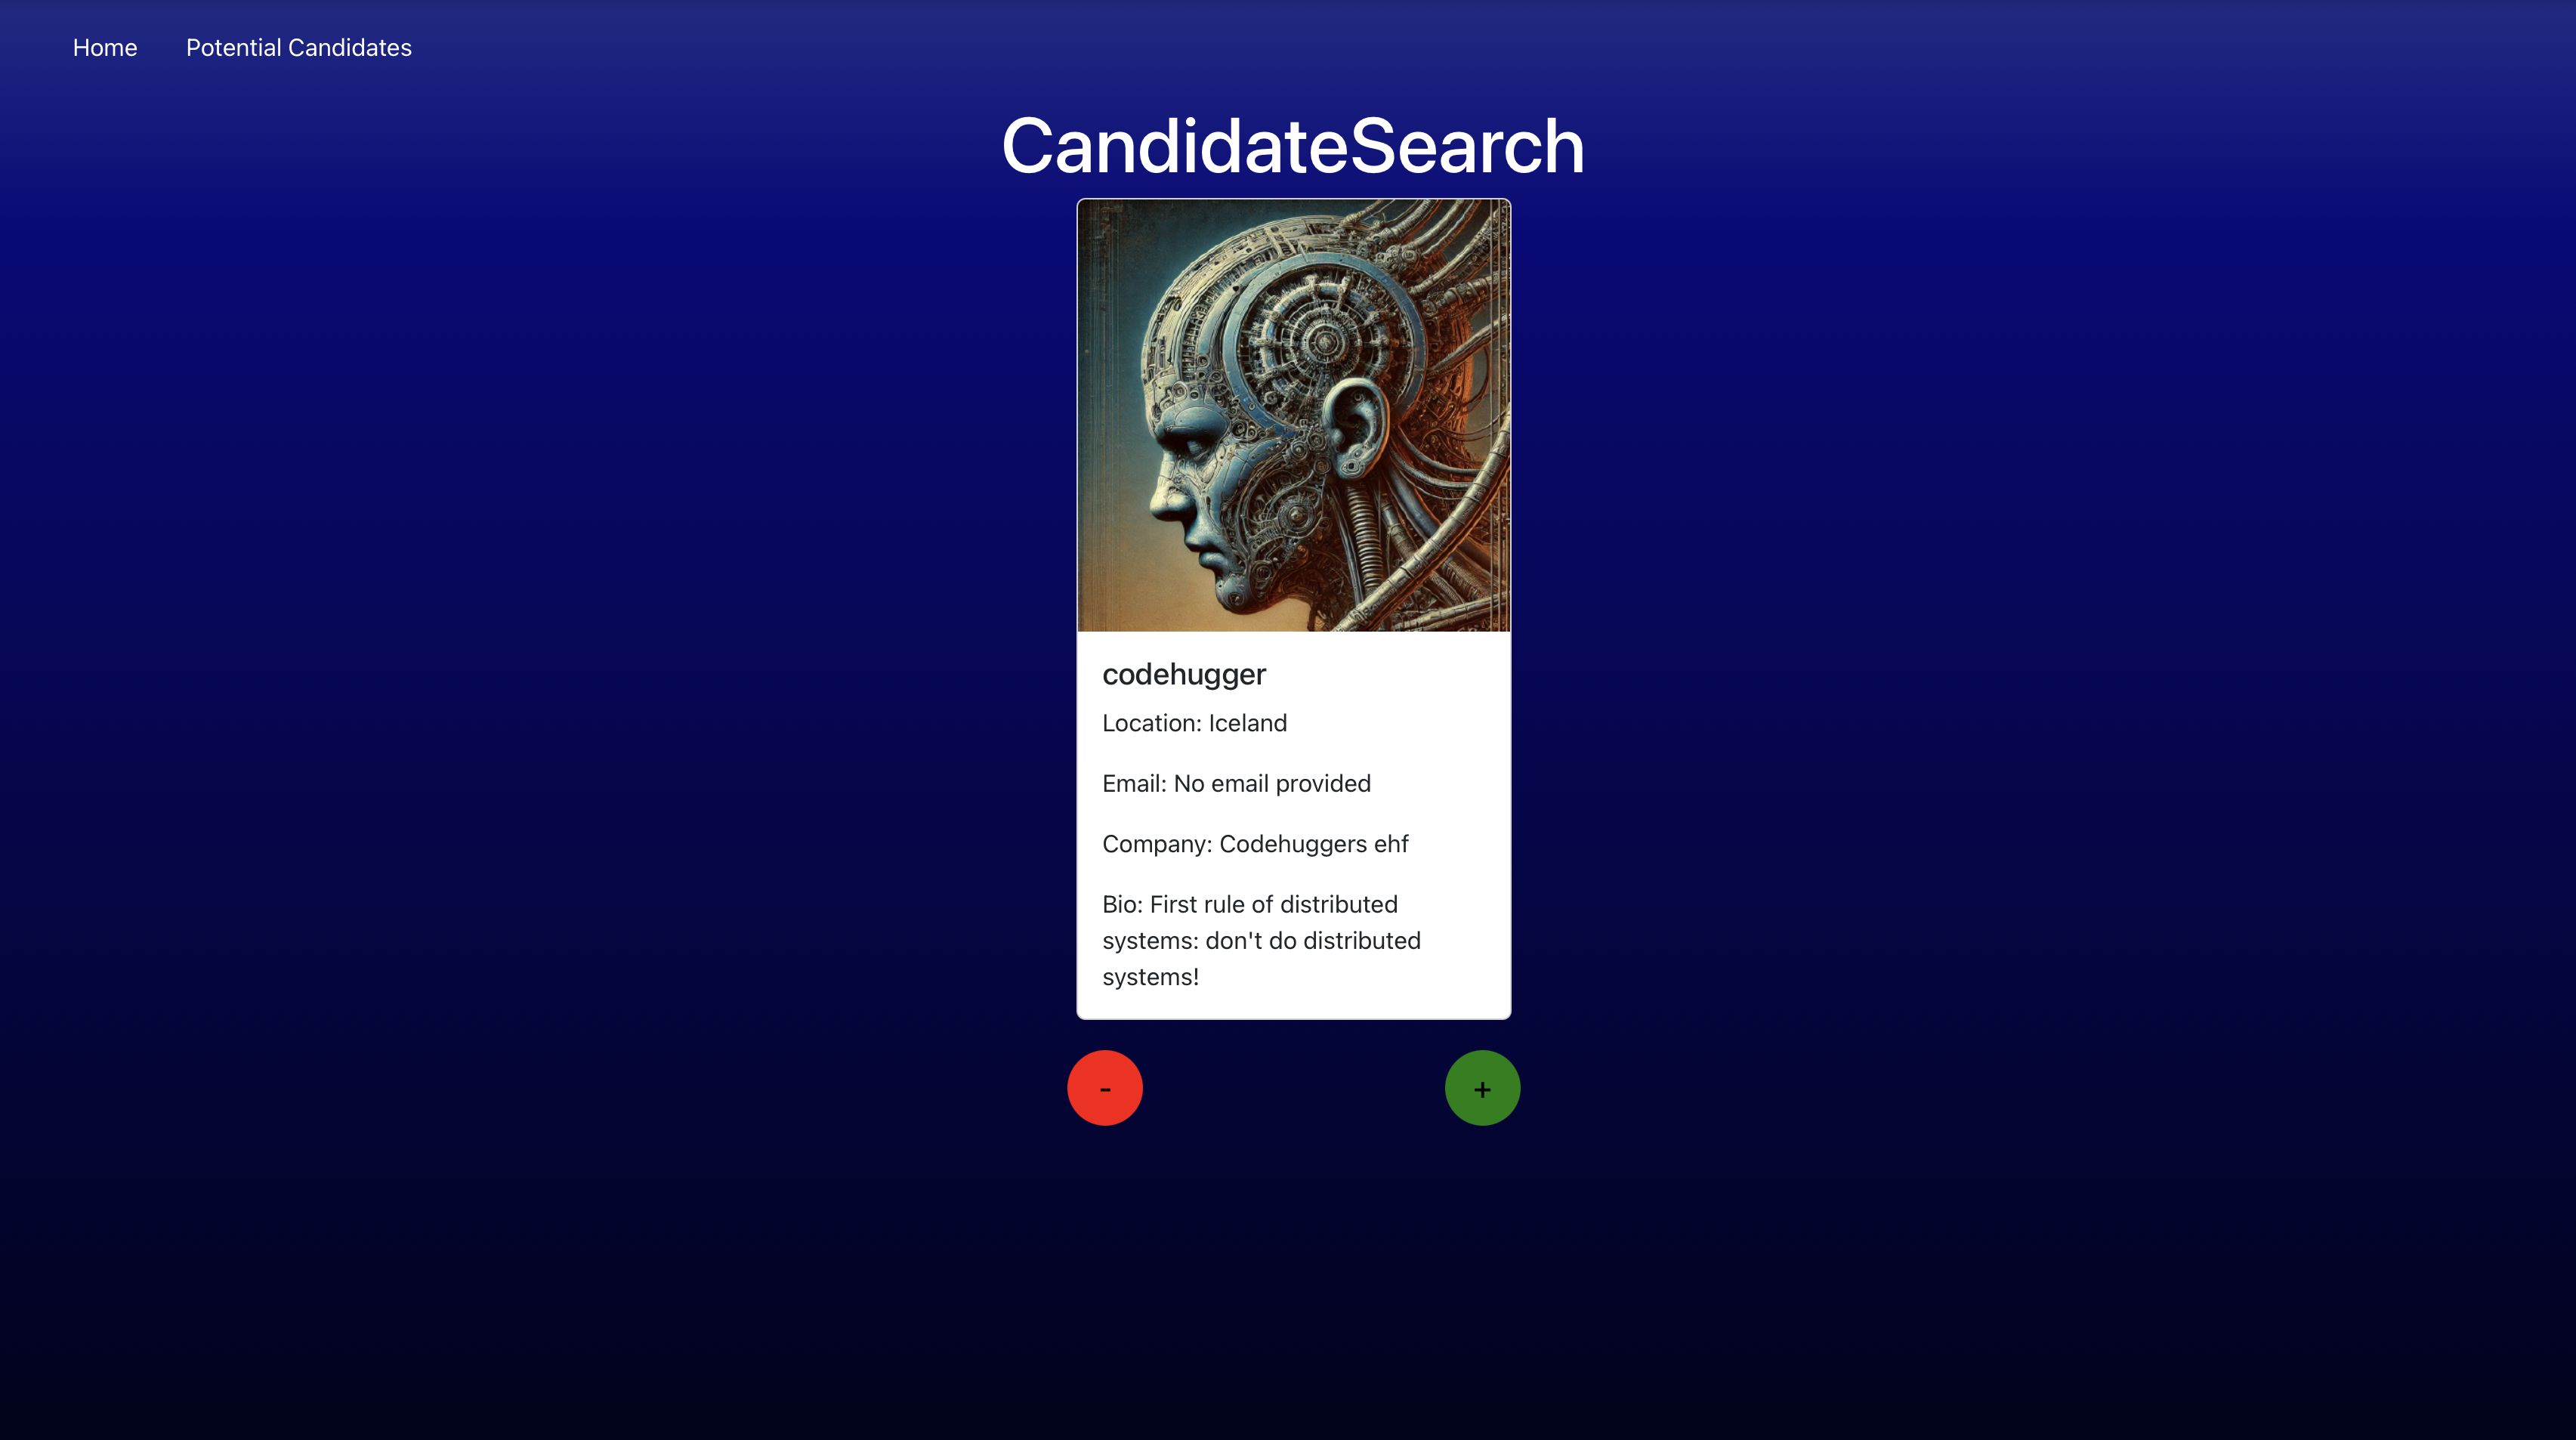 Home
Potential Candidates
CandidateSearch
codehugger
Location: Iceland
Email: No email provided
Company: Codehuggers ehf
Bio: First rule of distributed
systems: don't do distributed
systems!
-
+